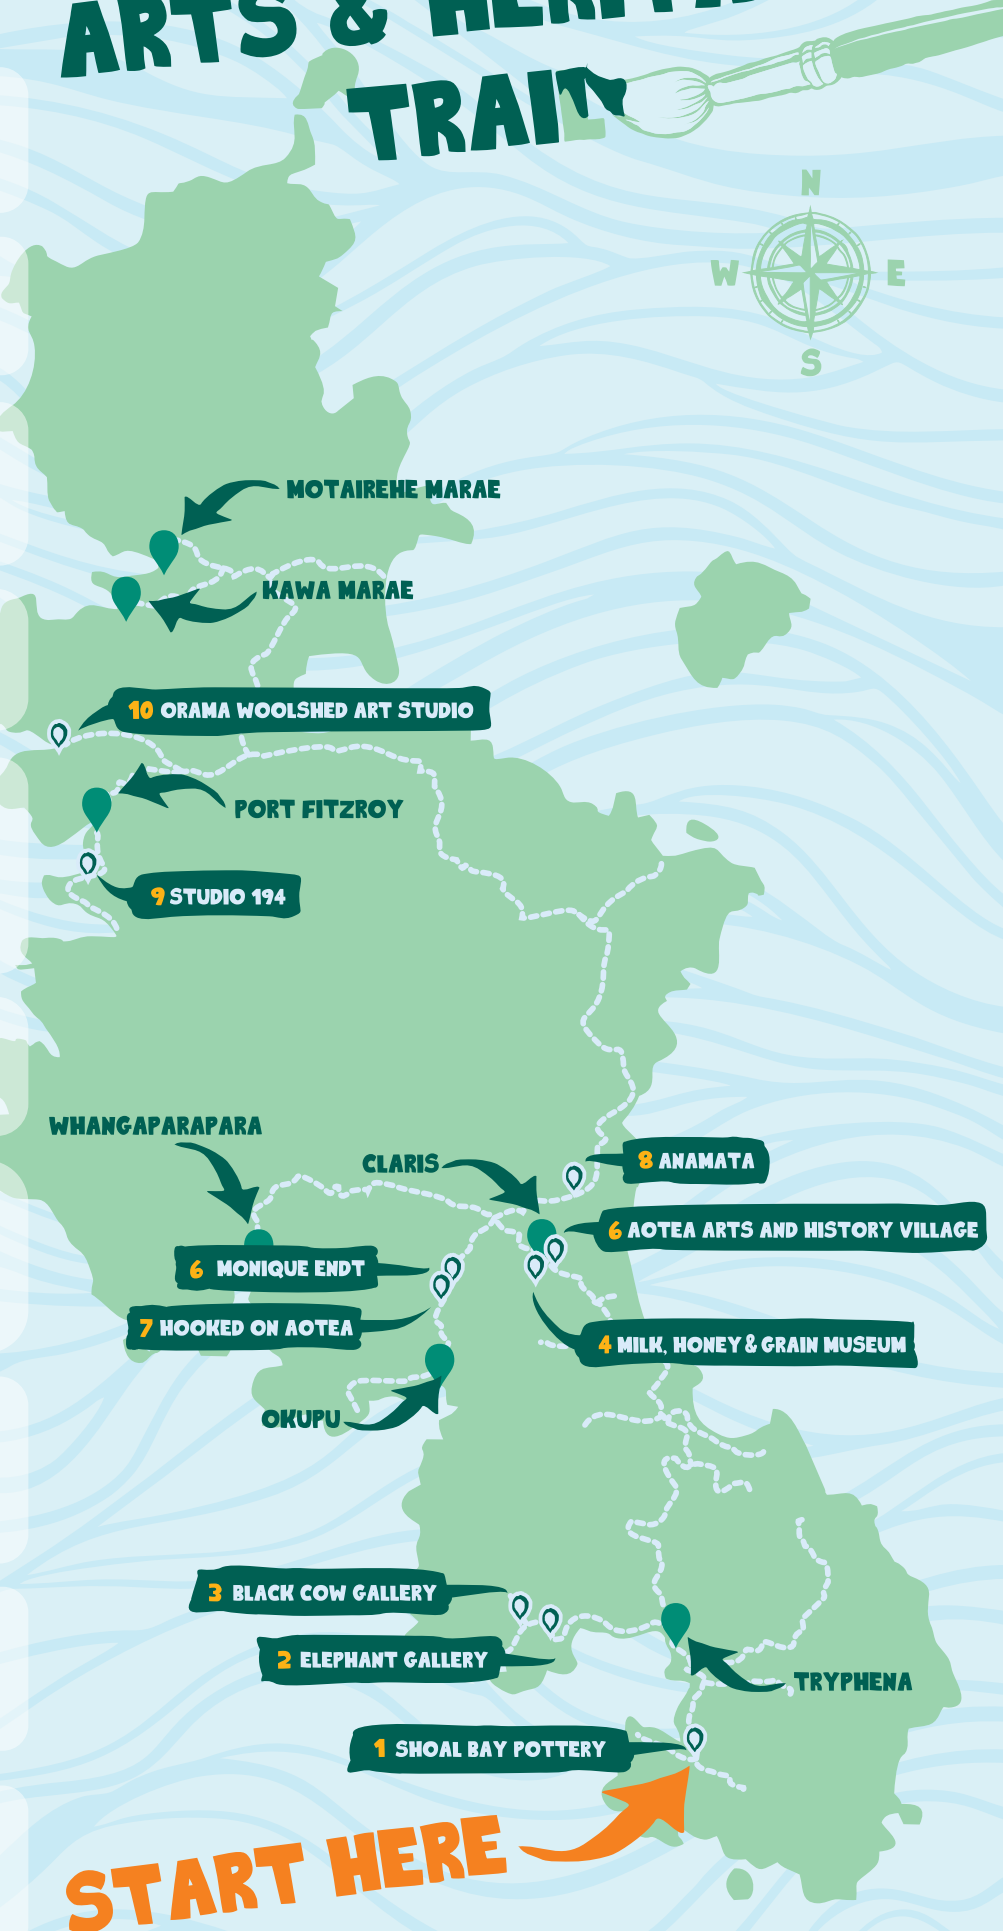 ARTS &
TRAIL
N
W E
S
MOTAIREHE MARAE
KAWA MARAE
10 ORAMA WOOLSHED ART STUDIO
PORT FITZROY
9 STUDIO 194
WHANGAPARAPARA
CLARIS
8 ANAMATA
6 AOTEA ARTS AND HISTORY VILLAGE
6 MONIQUE ENDT
7 HOOKED ON AOTEA
4 MILK, HONEY & GRAIN MUSEUM
OKUPU
3 BLACK COW GALLERY
2 ELEPHANT GALLERY
TRYPHENA
1 SHOAL BAY POTTERY
START HERE